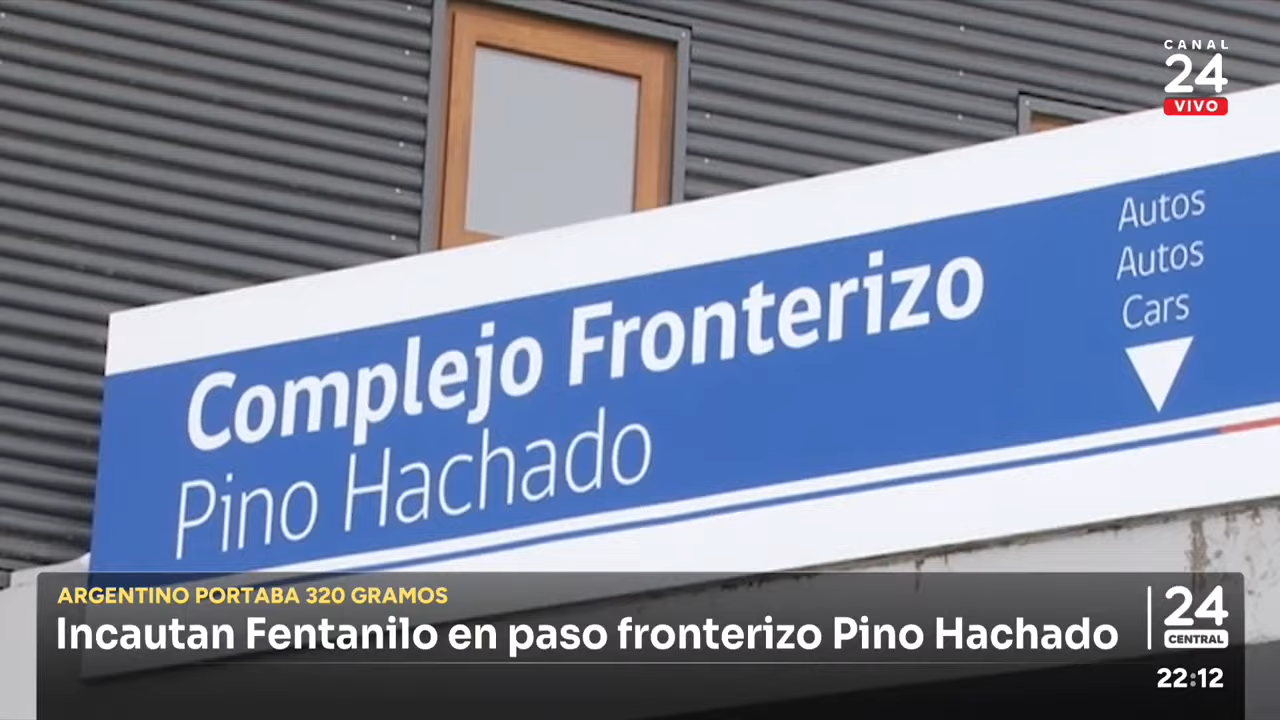 CANAL
24
VIVO
Autos
Autos
Cars
Complejo Fronterizo
Pino Hachado
ARGENTINO PORTABA 320 GRAMOS
Incautan Fentanilo en paso fronterizo Pino Hachado
24
CENTRAL
22:12